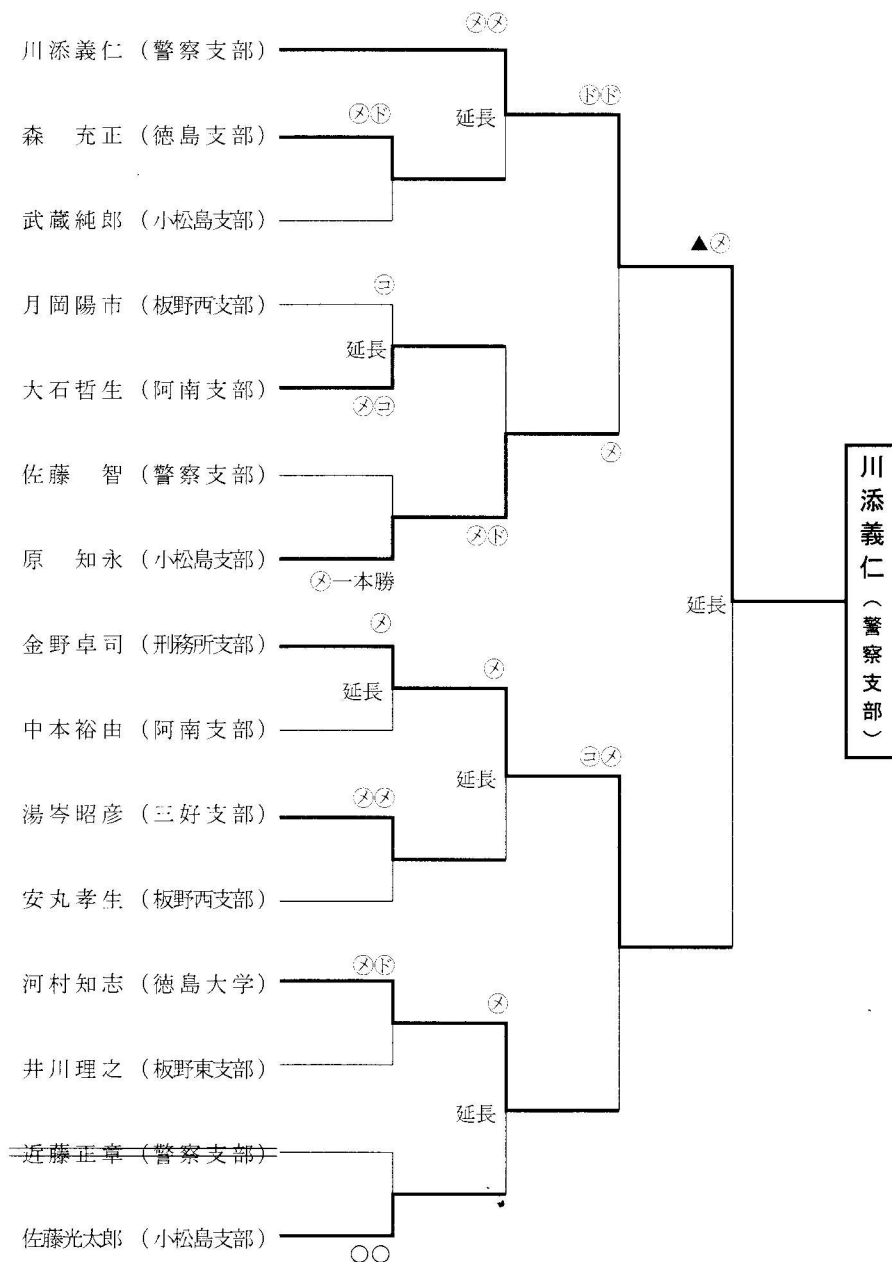 ㋱㋱
川添義仁（警察支部）
㋱㋣゙
延長
㋣゙㋣゙
森　充正（徳島支部）
武蔵純郎（小松島支部）
▲㋱
月岡陽市（板野西支部）
㋙
延長
大石哲生（阿南支部）
㋱㋙
㋱
佐藤　智（警察支部）
㋱㋣゙
原　知永（小松島支部）
㋱一本勝
延長
川添義仁（警察支部）
金野卓司（刑務所支部）
㋱
延長
㋱
中本裕由（阿南支部）
延長
㋙㋱
湯岑昭彦（三好支部）
㋱㋱
安丸孝生（板野西支部）
河村知志（徳島大学）
㋱㋣゙
㋱
井川理之（板野東支部）
延長
近藤正章（警察支部）
佐藤光太郎（小松島支部）
○○